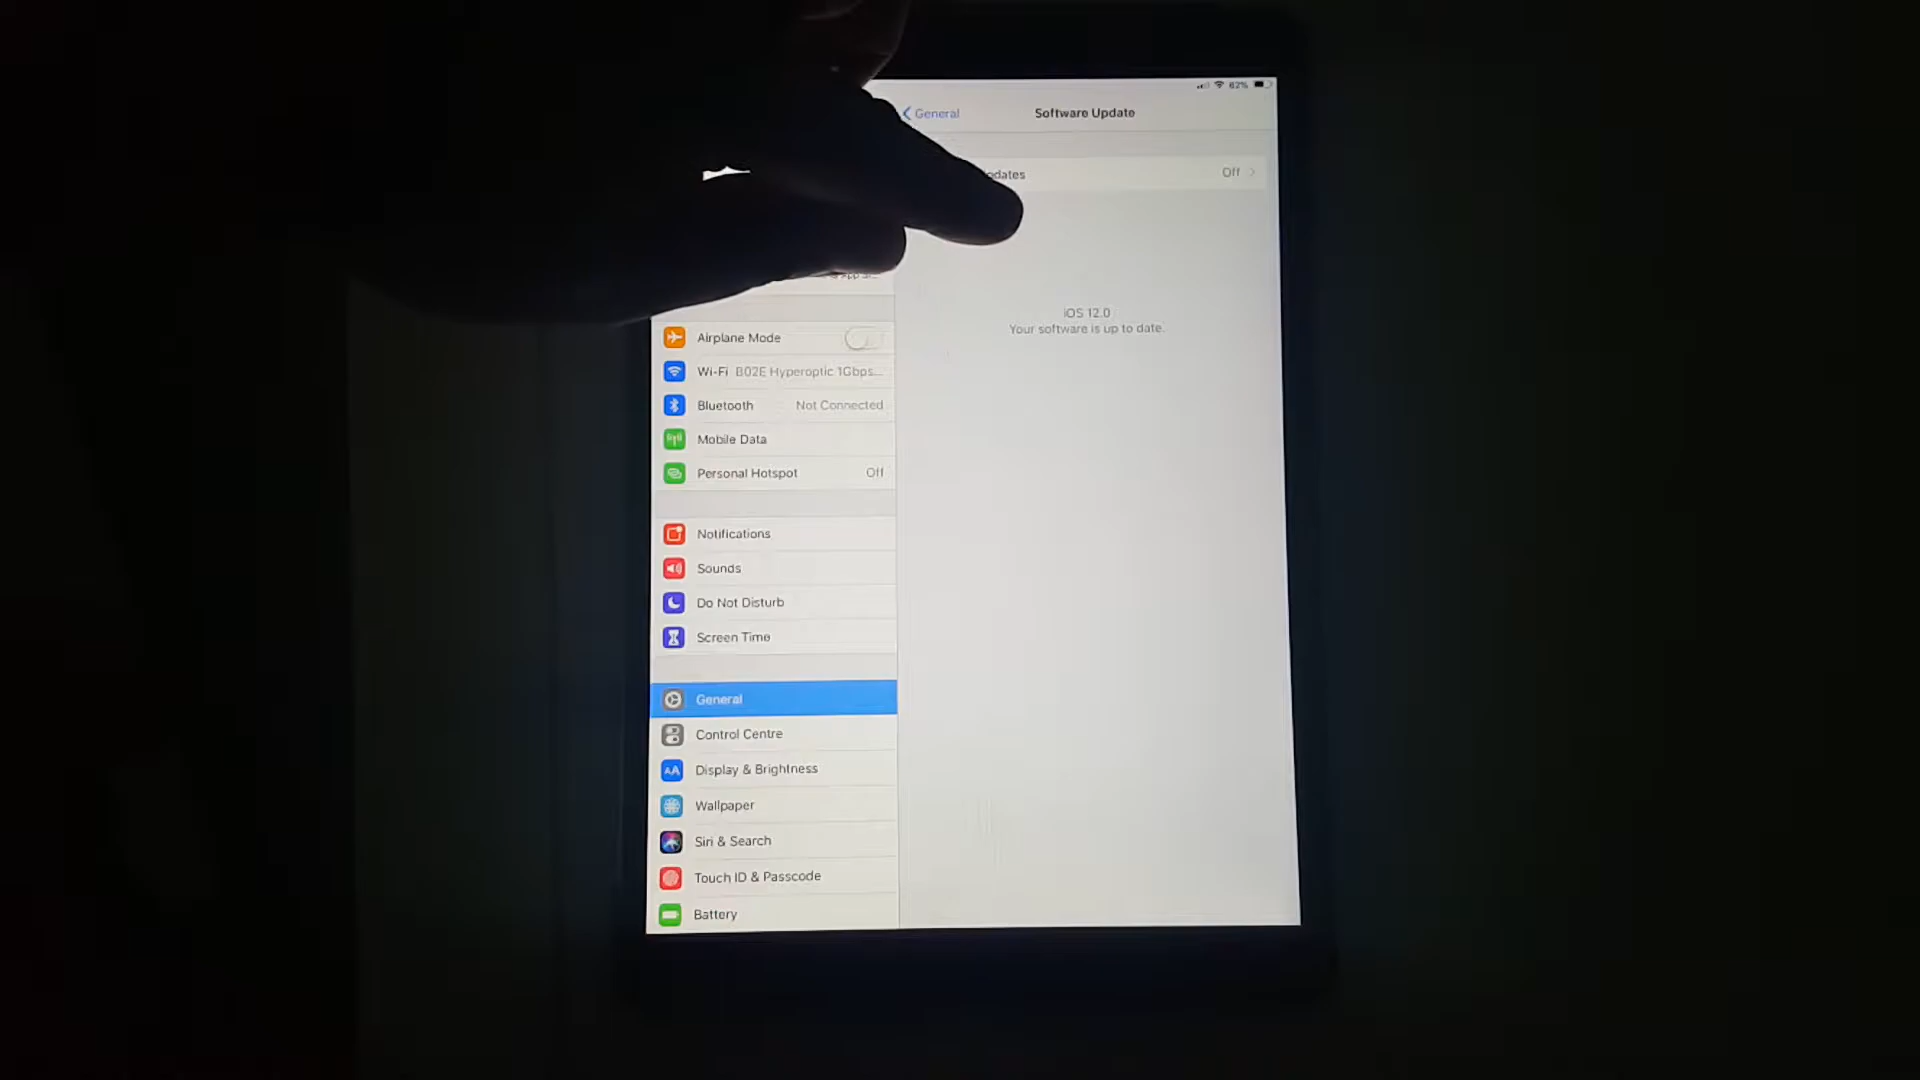 62%
General
Software Update
Off
iOS 12.0
Your software is up to date.
Airplane Mode
Wi-Fi B02E Hyperoptic 1Gbps...
Bluetooth Not Connected
Mobile Data
Personal Hotspot Off
Notifications
Sounds
Do Not Disturb
Screen Time
General
Control Centre
AA Display & Brightness
Wallpaper
Siri & Search
Touch ID & Passcode
Battery